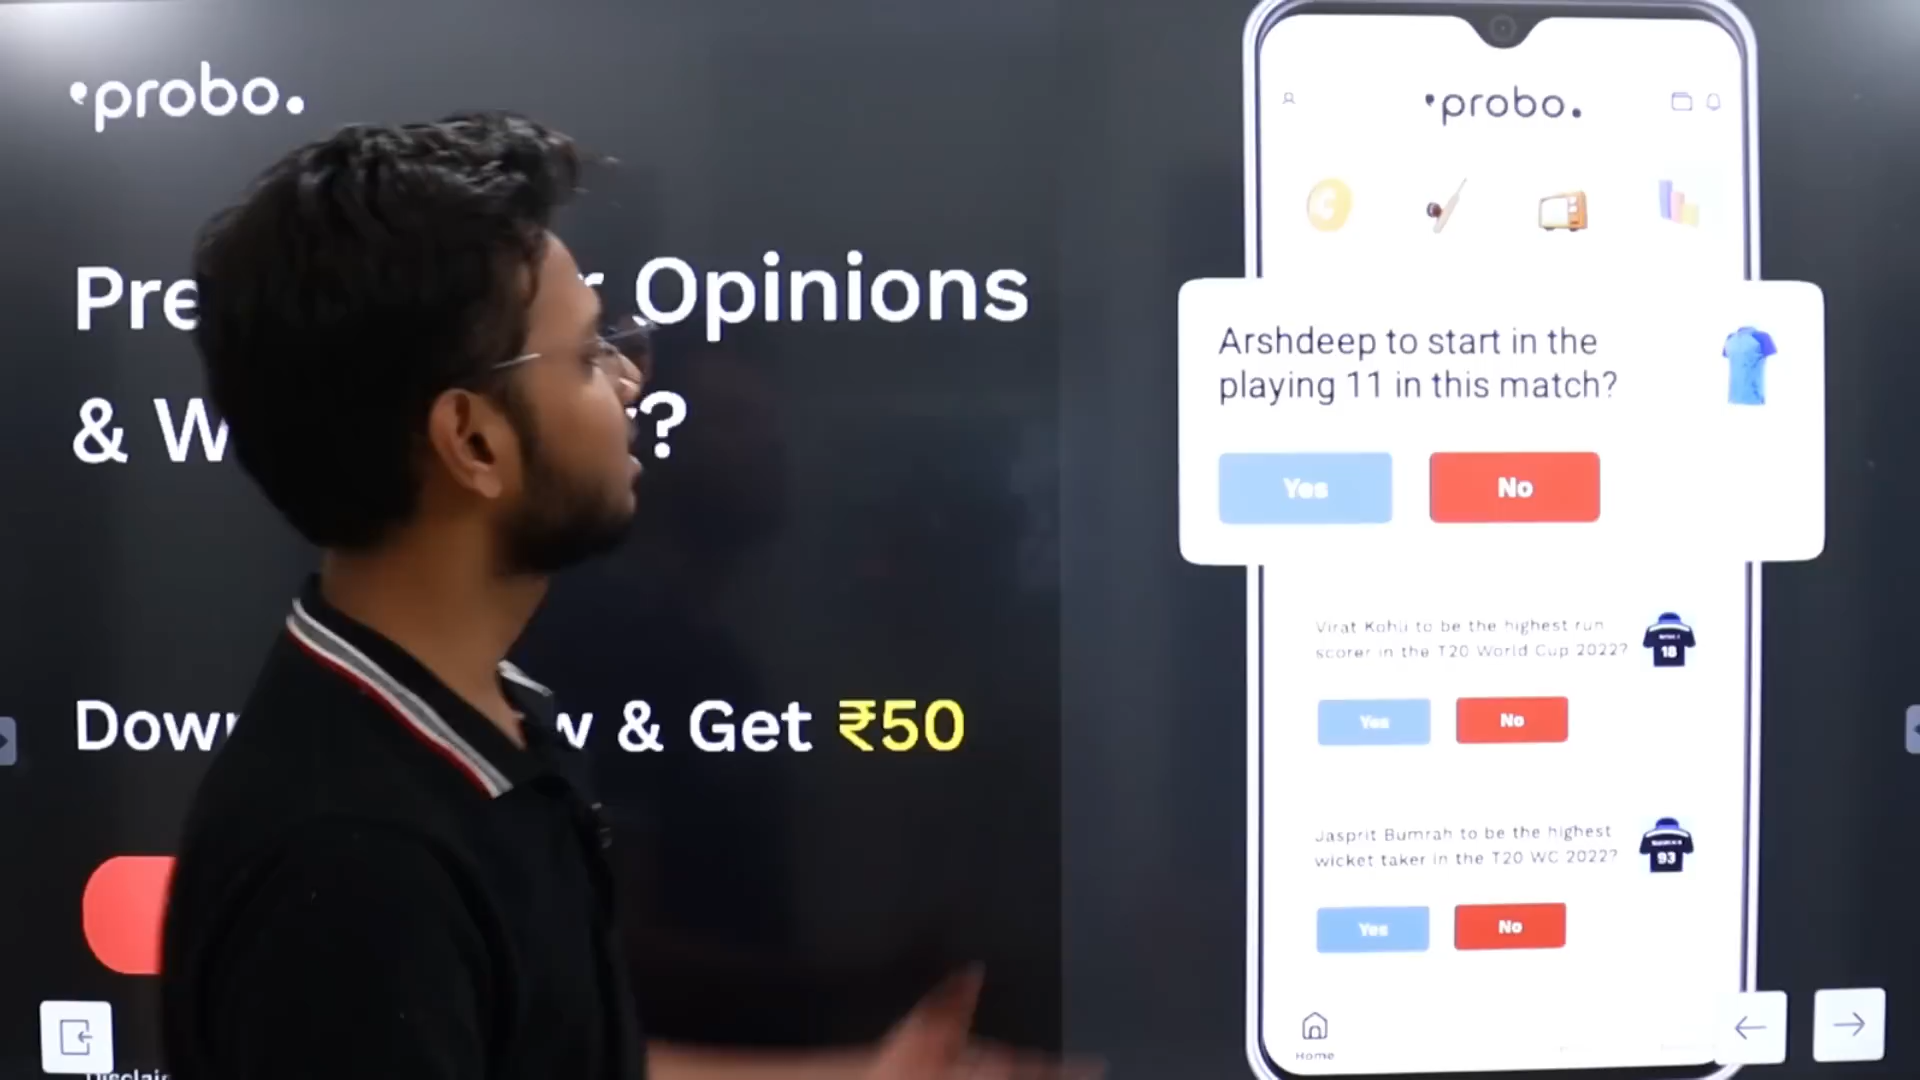 probo.
Opinions
& ?
& Get ₹50
probo.
Arshdeep to start in the
playing 11 in this match?
Yes No
Virat Kohli to be the highest run
scorer in the T20 World Cup 2022?
18
Yes No
Jasprit Bumrah to be the highest
wicket taker in the T20 WC 2022?
93
Yes No
Home